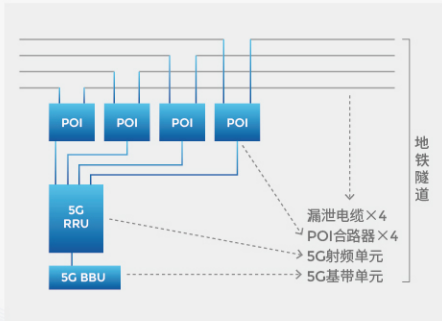 POI
POI
POI
POI
5G
RRU
5G BBU
漏泄电缆×4
POI合路器×4
5G射频单元
5G基带单元
地铁隧道